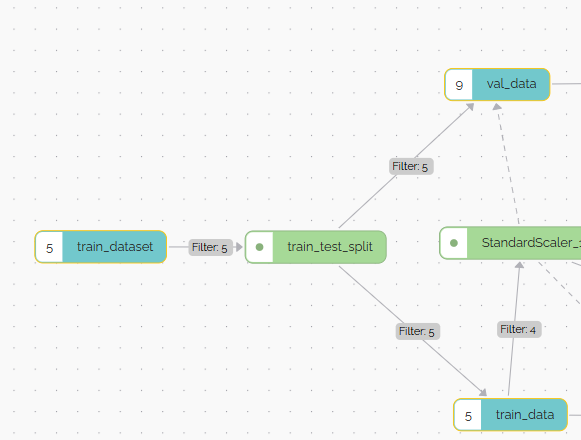 9 val_data
Filter: 5
5 train_dataset
Filter: 5
train_test_split
StandardScaler_
Filter: 5
Filter: 4
5 train_data